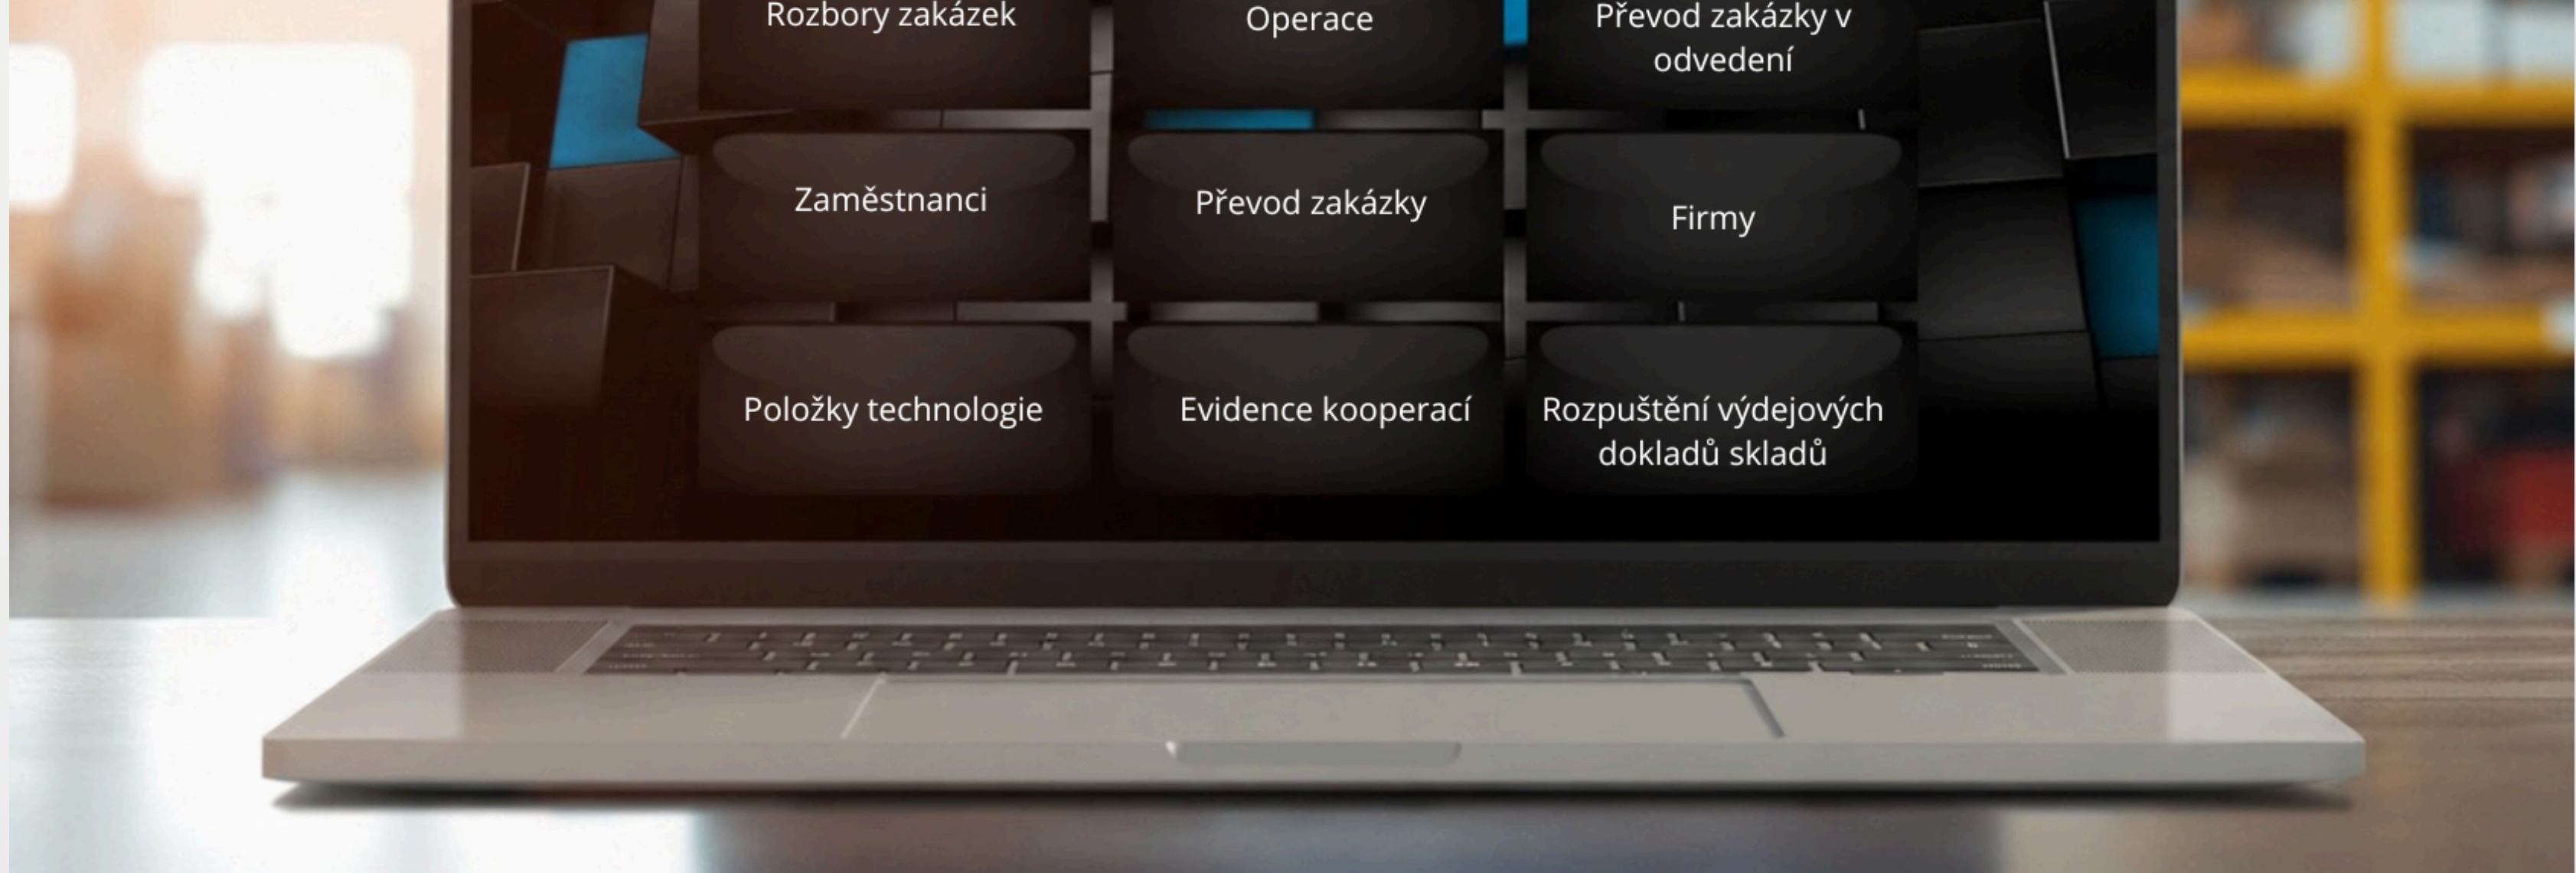 Rozbory zakázek
Operace
Převod zakázky v
odvedení
Zaměstnanci
Převod zakázky
Firmy
Položky technologie
Evidence kooperací
Rozpuštění výdejových
dokladů skladů